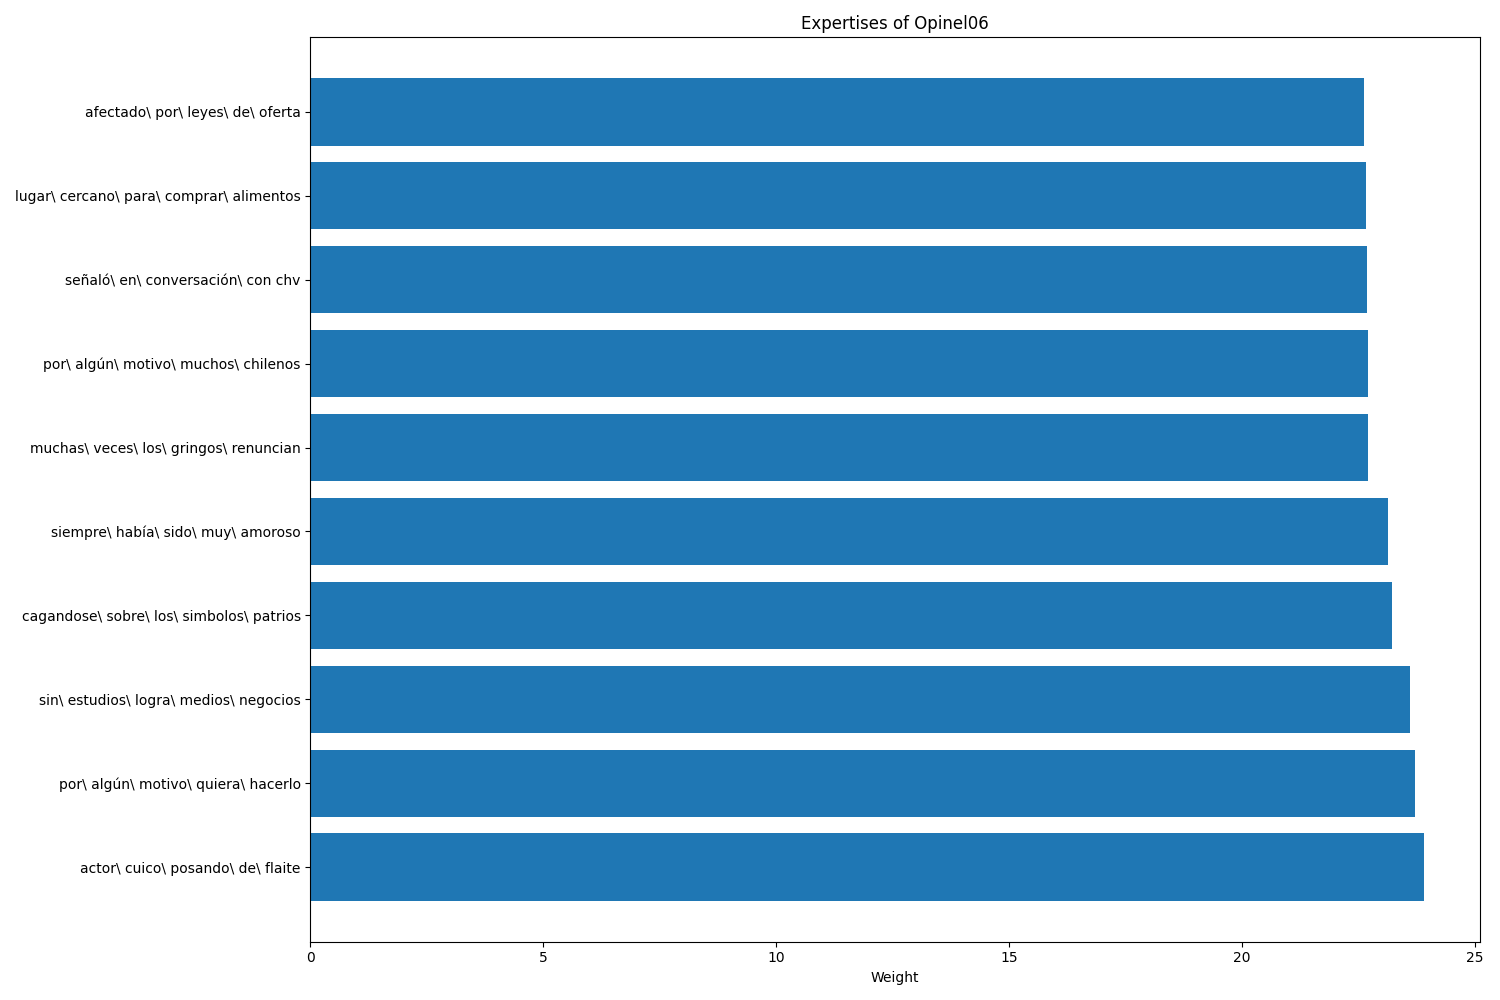 Expertises of Opinel06
afectado\ por\ leyes\ de\ oferta
lugar\ cercano\ para\ comprar\ alimentos
señaló\ en\ conversación\ con chv
por\ algún\ motivo\ muchos\ chilenos
muchas\ veces\ los\ gringos\ renuncian
siempre\ había\ sido\ muy\ amoroso
cagandose\ sobre\ los\ simbolos\ patrios
sin\ estudios\ logra\ medios\ negocios
por\ algún\ motivo\ quiera\ hacerlo
actor\ cuico\ posando\ de\ flaite
0 5 10 15 20 25
Weight